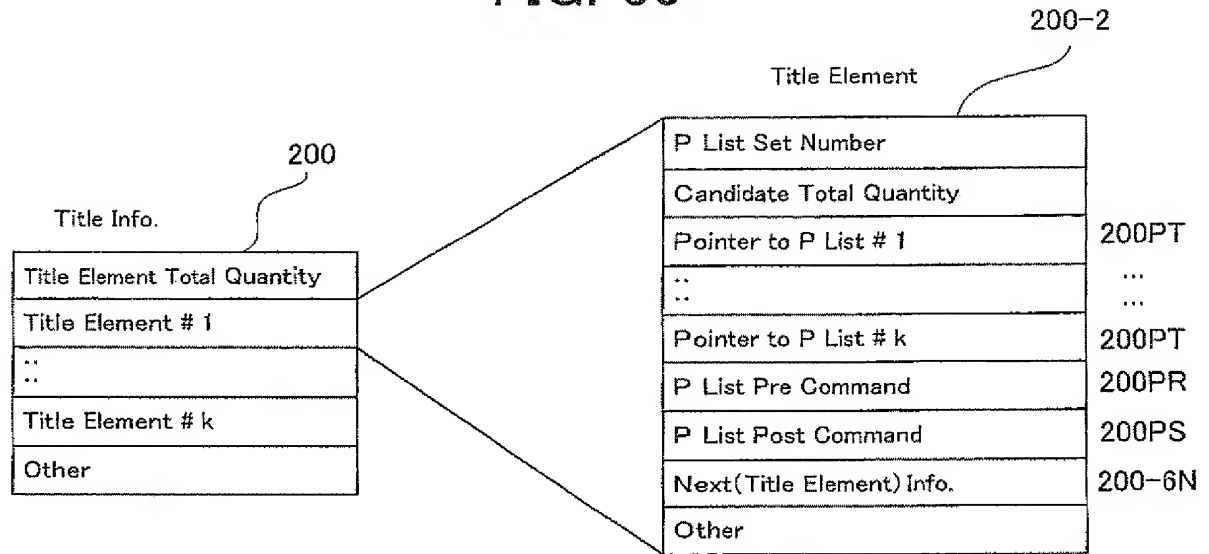 200-2
Title Element
P List Set Number
Candidate Total Quantity
Pointer to P List # 1
200PT
::
...
...
Pointer to P List # k
200PT
P List Pre Command
200PR
P List Post Command
200PS
Next(Title Element)Info.
200-6N
Other
200
Title Info.
Title Element Total Quantity
Title Element # 1
::
Title Element # k
Other